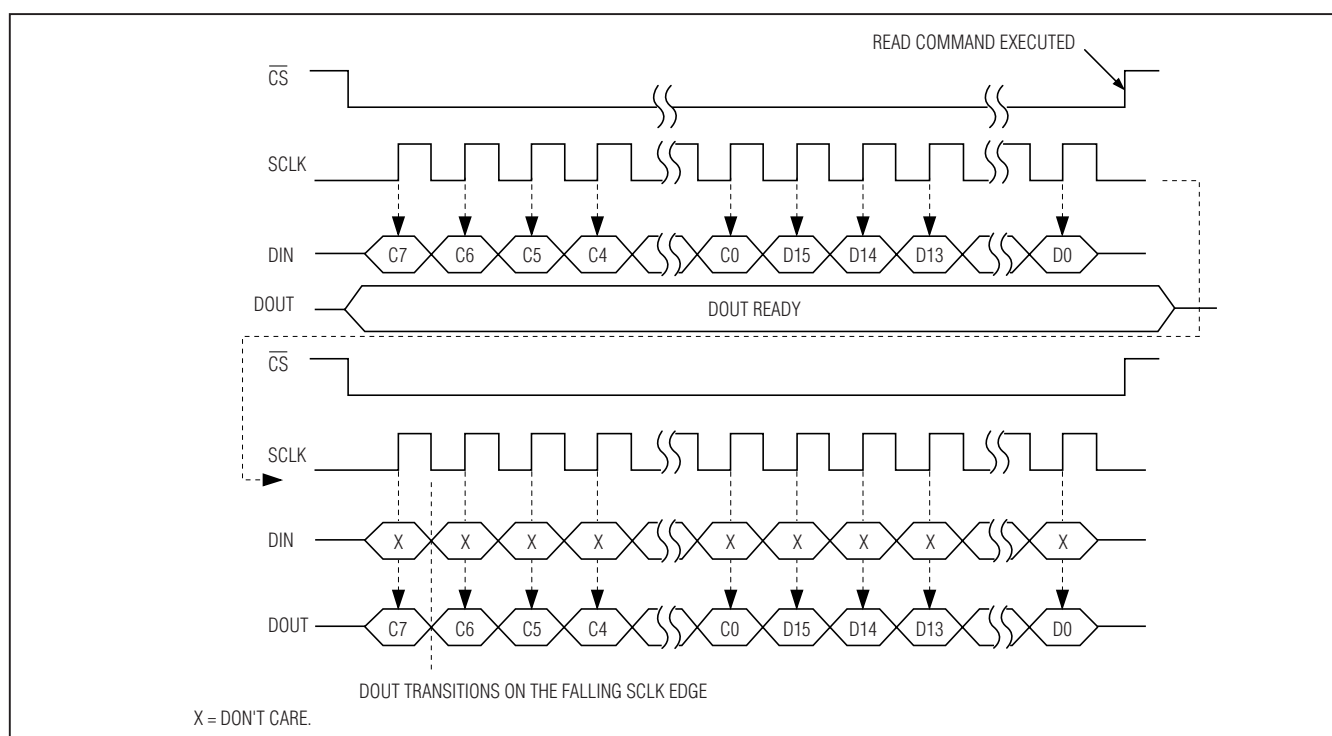 READ COMMAND EXECUTED
CS
SCLK
DIN C7 C6 C5 C4 C0 D15 D14 D13 D0
DOUT DOUT READY
CS
SCLK
DIN X X X X X X X X X
DOUT C7 C6 C5 C4 C0 D15 D14 D13 D0
DOUT TRANSITIONS ON THE FALLING SCLK EDGE
X = DON'T CARE.